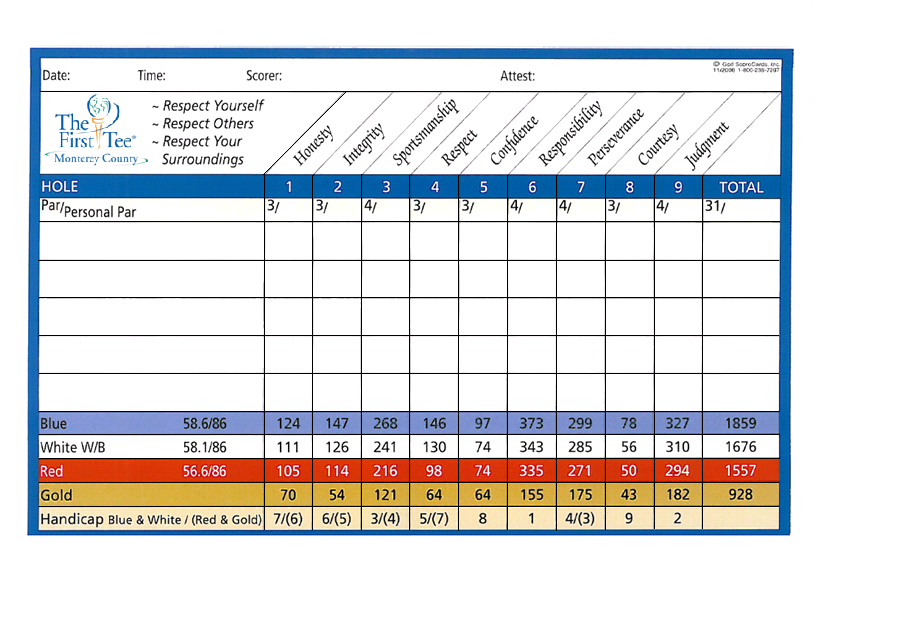 Date: Time: Scorer: Attest:
© Golf ScoreCards, Inc.
11/2008 1-800-238-7267
The First Tee®
Monterey County
~ Respect Yourself
~ Respect Others
~ Respect Your
Surroundings
Honesty Integrity Sportsmanship Respect Confidence Responsibility Perseverance Courtesy Judgment
HOLE 1 2 3 4 5 6 7 8 9 TOTAL
Par/Personal Par 3/ 3/ 4/ 3/ 3/ 4/ 4/ 3/ 4/ 31/
Blue 58.6/86 124 147 268 146 97 373 299 78 327 1859
White W/B 58.1/86 111 126 241 130 74 343 285 56 310 1676
Red 56.6/86 105 114 216 98 74 335 271 50 294 1557
Gold 70 54 121 64 64 155 175 43 182 928
Handicap Blue & White / (Red & Gold) 7/(6) 6/(5) 3/(4) 5/(7) 8 1 4/(3) 9 2